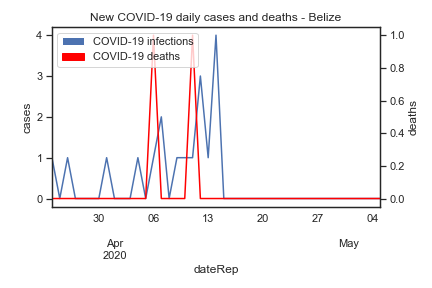 New COVID-19 daily cases and deaths - Belize
COVID-19 infections
COVID-19 deaths
4
3
2
1
0
cases
1.0
0.8
0.6
0.4
0.2
0.0
deaths
30 06 13 20 27 04
Apr May
2020
dateRep